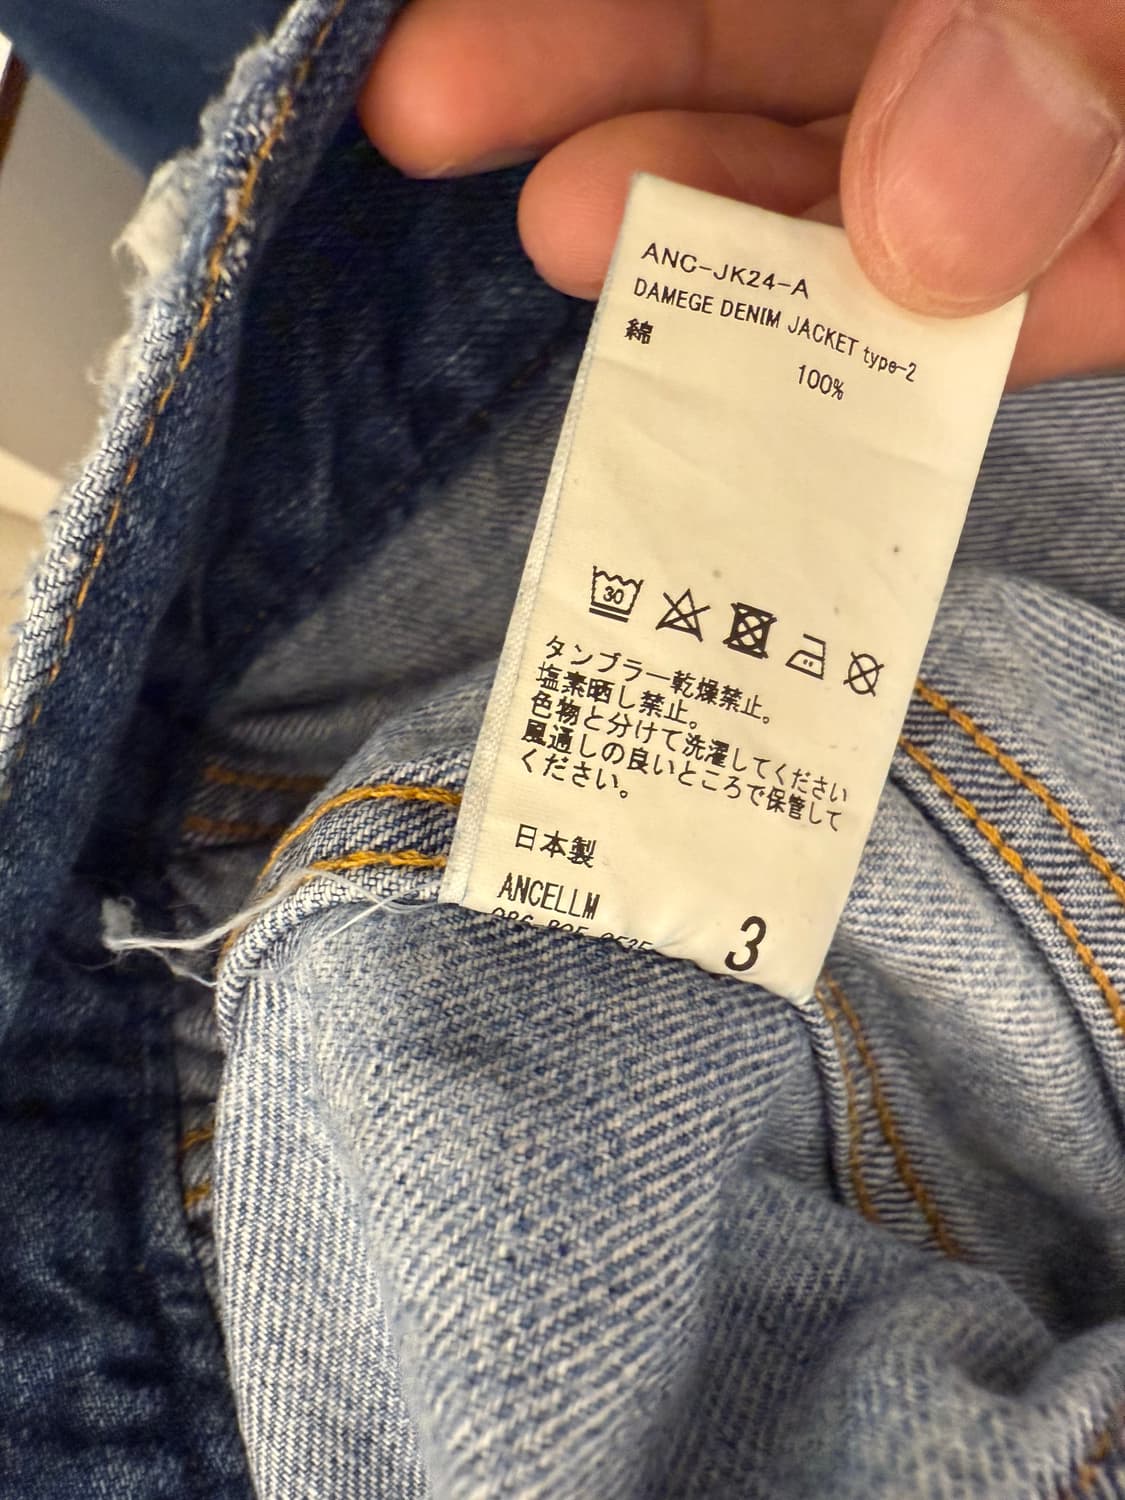 ANC-JK24-A
DAMEGE DENIM JACKET type-2
綿
100%
30
タンブラー乾燥禁止。
塩素晒し禁止。
色物と分けて洗濯してください
風通しの良いところで保管して
ください。
日本製
ANCELLM
3